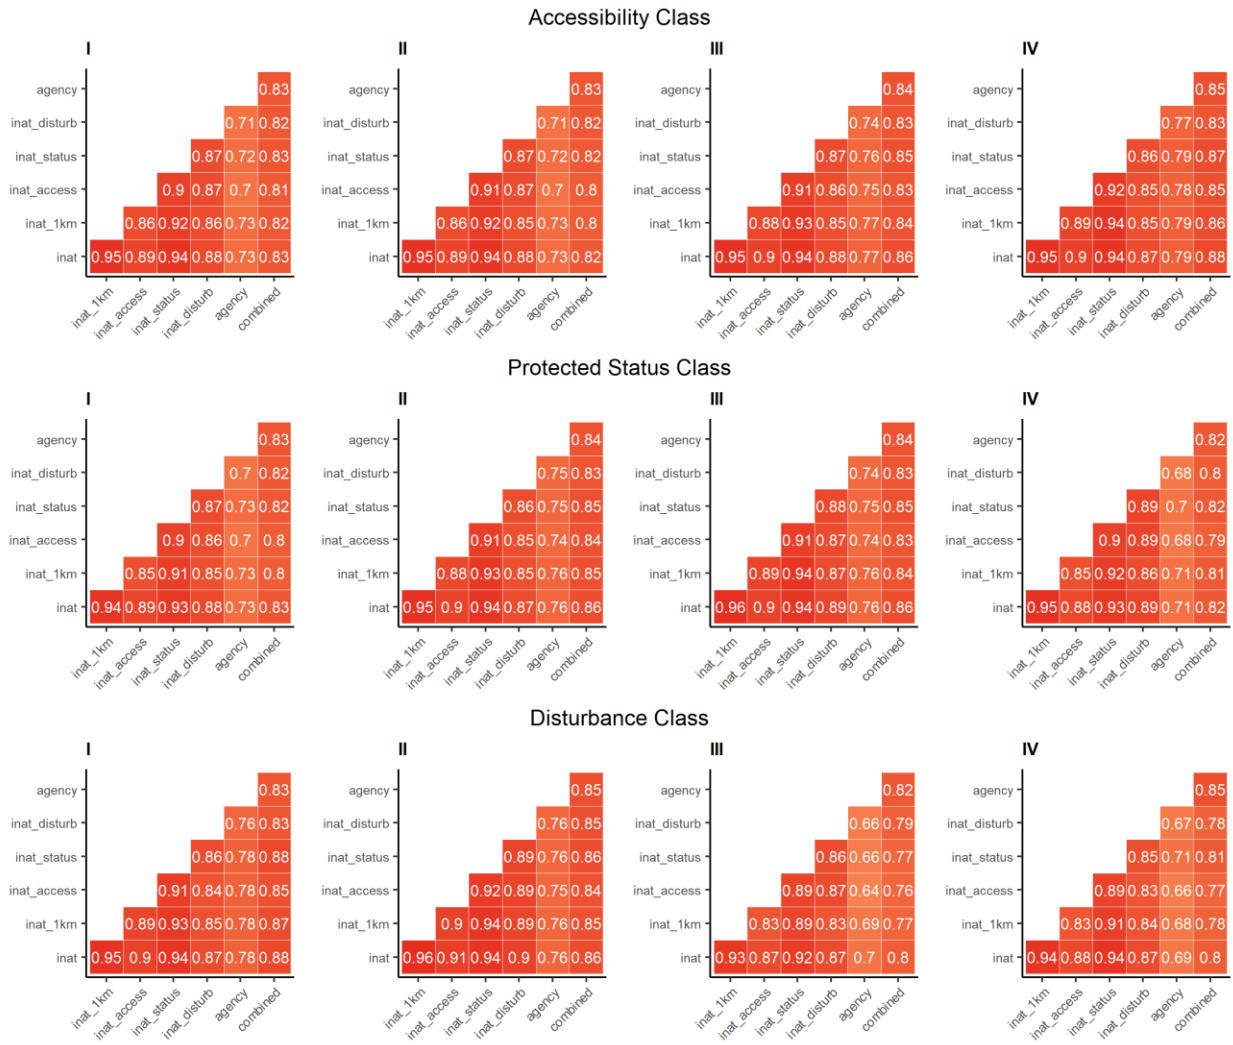 Accessibility Class
I II III IV
agency 0.83 agency 0.83 agency 0.84 agency 0.85
inat_disturb 0.71 0.82 inat_disturb 0.71 0.82 inat_disturb 0.74 0.83 inat_disturb 0.77 0.83
inat_status 0.87 0.72 0.83 inat_status 0.87 0.72 0.82 inat_status 0.87 0.76 0.85 inat_status 0.86 0.79 0.87
inat_access 0.9 0.87 0.7 0.81 inat_access 0.91 0.87 0.7 0.8 inat_access 0.91 0.86 0.75 0.83 inat_access 0.92 0.85 0.78 0.85
inat_1km 0.86 0.92 0.86 0.73 0.82 inat_1km 0.86 0.92 0.85 0.73 0.8 inat_1km 0.88 0.93 0.85 0.77 0.84 inat_1km 0.89 0.94 0.85 0.79 0.86
inat 0.95 0.89 0.94 0.88 0.73 0.83 inat 0.95 0.89 0.94 0.88 0.73 0.82 inat 0.95 0.9 0.94 0.88 0.77 0.86 inat 0.95 0.9 0.94 0.87 0.79 0.88
inat_1km inat_access inat_status inat_disturb agency combined inat_1km inat_access inat_status inat_disturb agency combined inat_1km inat_access inat_status inat_disturb agency combined inat_1km inat_access inat_status inat_disturb agency combined
Protected Status Class
I II III IV
agency 0.83 agency 0.84 agency 0.84 agency 0.82
inat_disturb 0.7 0.82 inat_disturb 0.75 0.83 inat_disturb 0.74 0.83 inat_disturb 0.68 0.8
inat_status 0.87 0.73 0.82 inat_status 0.86 0.75 0.85 inat_status 0.88 0.75 0.85 inat_status 0.89 0.7 0.82
inat_access 0.9 0.86 0.7 0.8 inat_access 0.91 0.85 0.74 0.84 inat_access 0.91 0.87 0.74 0.83 inat_access 0.9 0.89 0.68 0.79
inat_1km 0.85 0.91 0.85 0.73 0.8 inat_1km 0.88 0.93 0.85 0.76 0.85 inat_1km 0.89 0.94 0.87 0.76 0.84 inat_1km 0.85 0.92 0.86 0.71 0.81
inat 0.94 0.89 0.93 0.88 0.73 0.83 inat 0.95 0.9 0.94 0.87 0.76 0.86 inat 0.96 0.9 0.94 0.89 0.76 0.86 inat 0.95 0.88 0.93 0.89 0.71 0.82
inat_1km inat_access inat_status inat_disturb agency combined inat_1km inat_access inat_status inat_disturb agency combined inat_1km inat_access inat_status inat_disturb agency combined inat_1km inat_access inat_status inat_disturb agency combined
Disturbance Class
I II III IV
agency 0.83 agency 0.85 agency 0.82 agency 0.85
inat_disturb 0.76 0.83 inat_disturb 0.76 0.85 inat_disturb 0.66 0.79 inat_disturb 0.67 0.78
inat_status 0.86 0.78 0.88 inat_status 0.89 0.76 0.86 inat_status 0.86 0.66 0.77 inat_status 0.85 0.71 0.81
inat_access 0.91 0.84 0.78 0.85 inat_access 0.92 0.89 0.75 0.84 inat_access 0.89 0.87 0.64 0.76 inat_access 0.89 0.83 0.66 0.77
inat_1km 0.89 0.93 0.85 0.78 0.87 inat_1km 0.9 0.94 0.89 0.76 0.85 inat_1km 0.83 0.89 0.83 0.69 0.77 inat_1km 0.83 0.91 0.84 0.68 0.78
inat 0.95 0.9 0.94 0.87 0.78 0.88 inat 0.96 0.91 0.94 0.9 0.76 0.86 inat 0.93 0.87 0.92 0.87 0.7 0.8 inat 0.94 0.88 0.94 0.87 0.69 0.8
inat_1km inat_access inat_status inat_disturb agency combined inat_1km inat_access inat_status inat_disturb agency combined inat_1km inat_access inat_status inat_disturb agency combined inat_1km inat_access inat_status inat_disturb agency combined